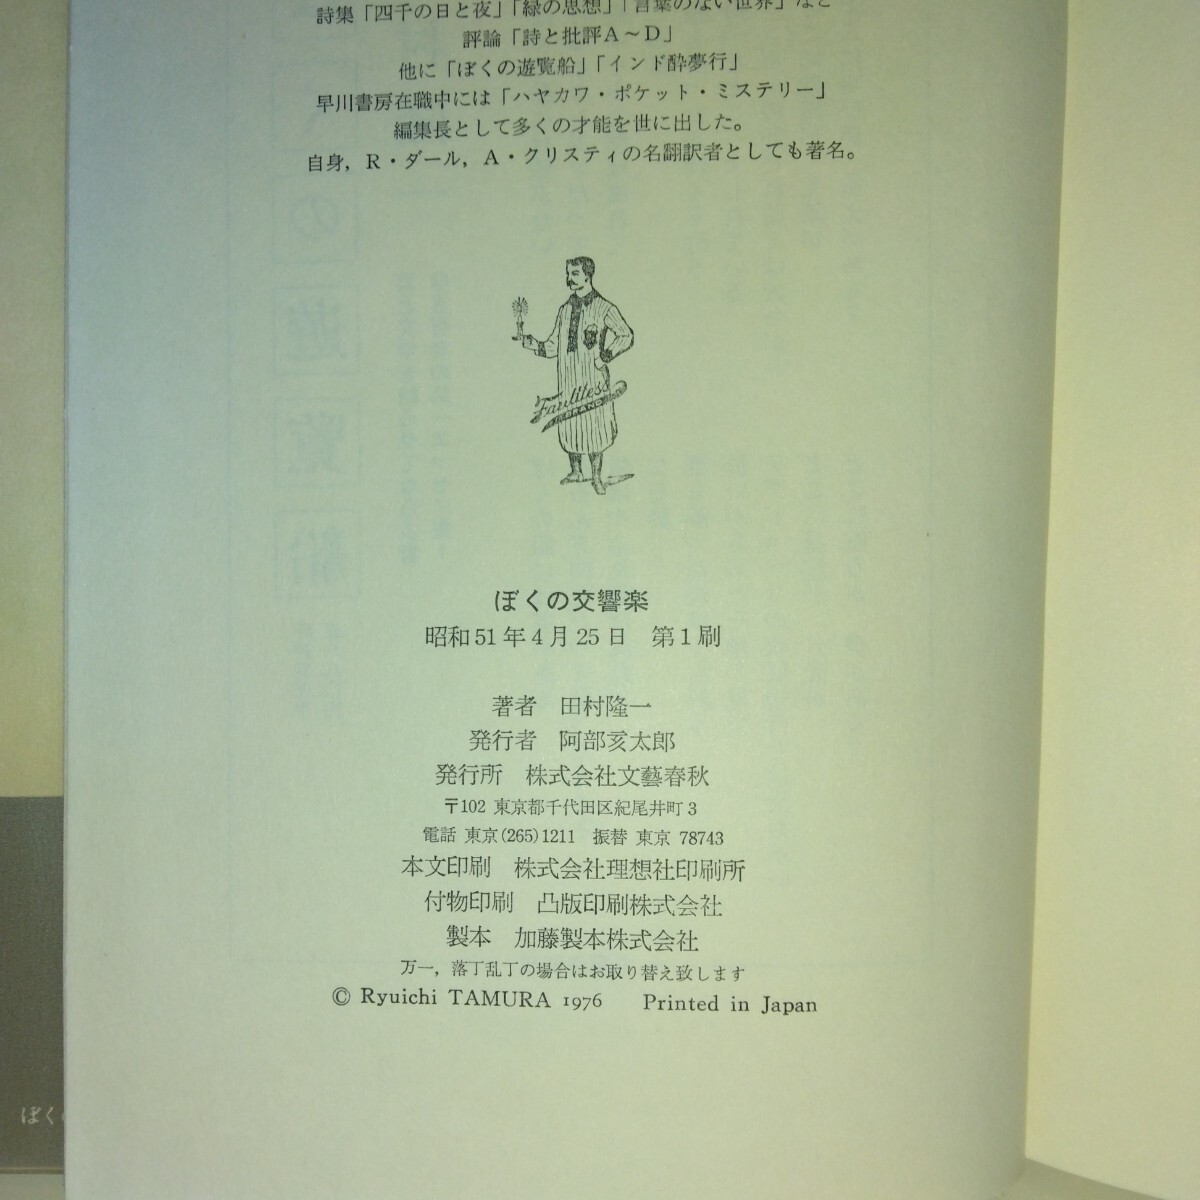 詩集「四千の日と夜」「緑の思想」「言葉のない世界」など
評論「詩と批評A〜D」
他に「ぼくの遊覧船」「インド酔夢行」
早川書房在職中には「ハヤカワ・ポケット・ミステリー」
編集長として多くの才能を世に出した。
自身，R・ダール，A・クリスティの名翻訳者としても著名。
Faultless
BRAND
ぼくの交響楽
昭和51年4月25日　第1刷
著者　田村隆一
発行者　阿部亥太郎
発行所　株式会社文藝春秋
〒102 東京都千代田区紀尾井町3
電話 東京(265)1211　振替 東京 78743
本文印刷　株式会社理想社印刷所
付物印刷　凸版印刷株式会社
製本　加藤製本株式会社
万一，落丁乱丁の場合はお取り替え致します
© Ryuichi TAMURA 1976　Printed in Japan
ぼく